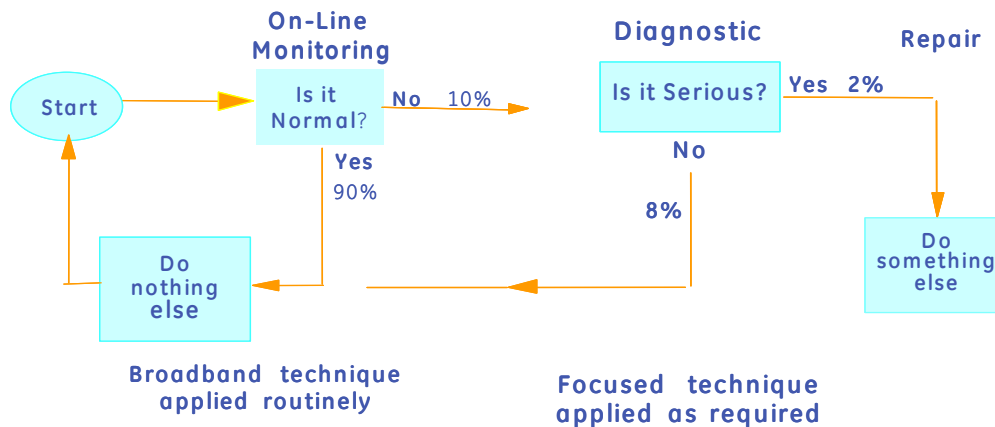 On-Line
Monitoring
Diagnostic
Repair
Start
Is it
Normal?
No 10%
Is it Serious?
Yes 2%
Yes
90%
No
8%
Do
nothing
else
Do
something
else
Broadband technique
applied routinely
Focused technique
applied as required